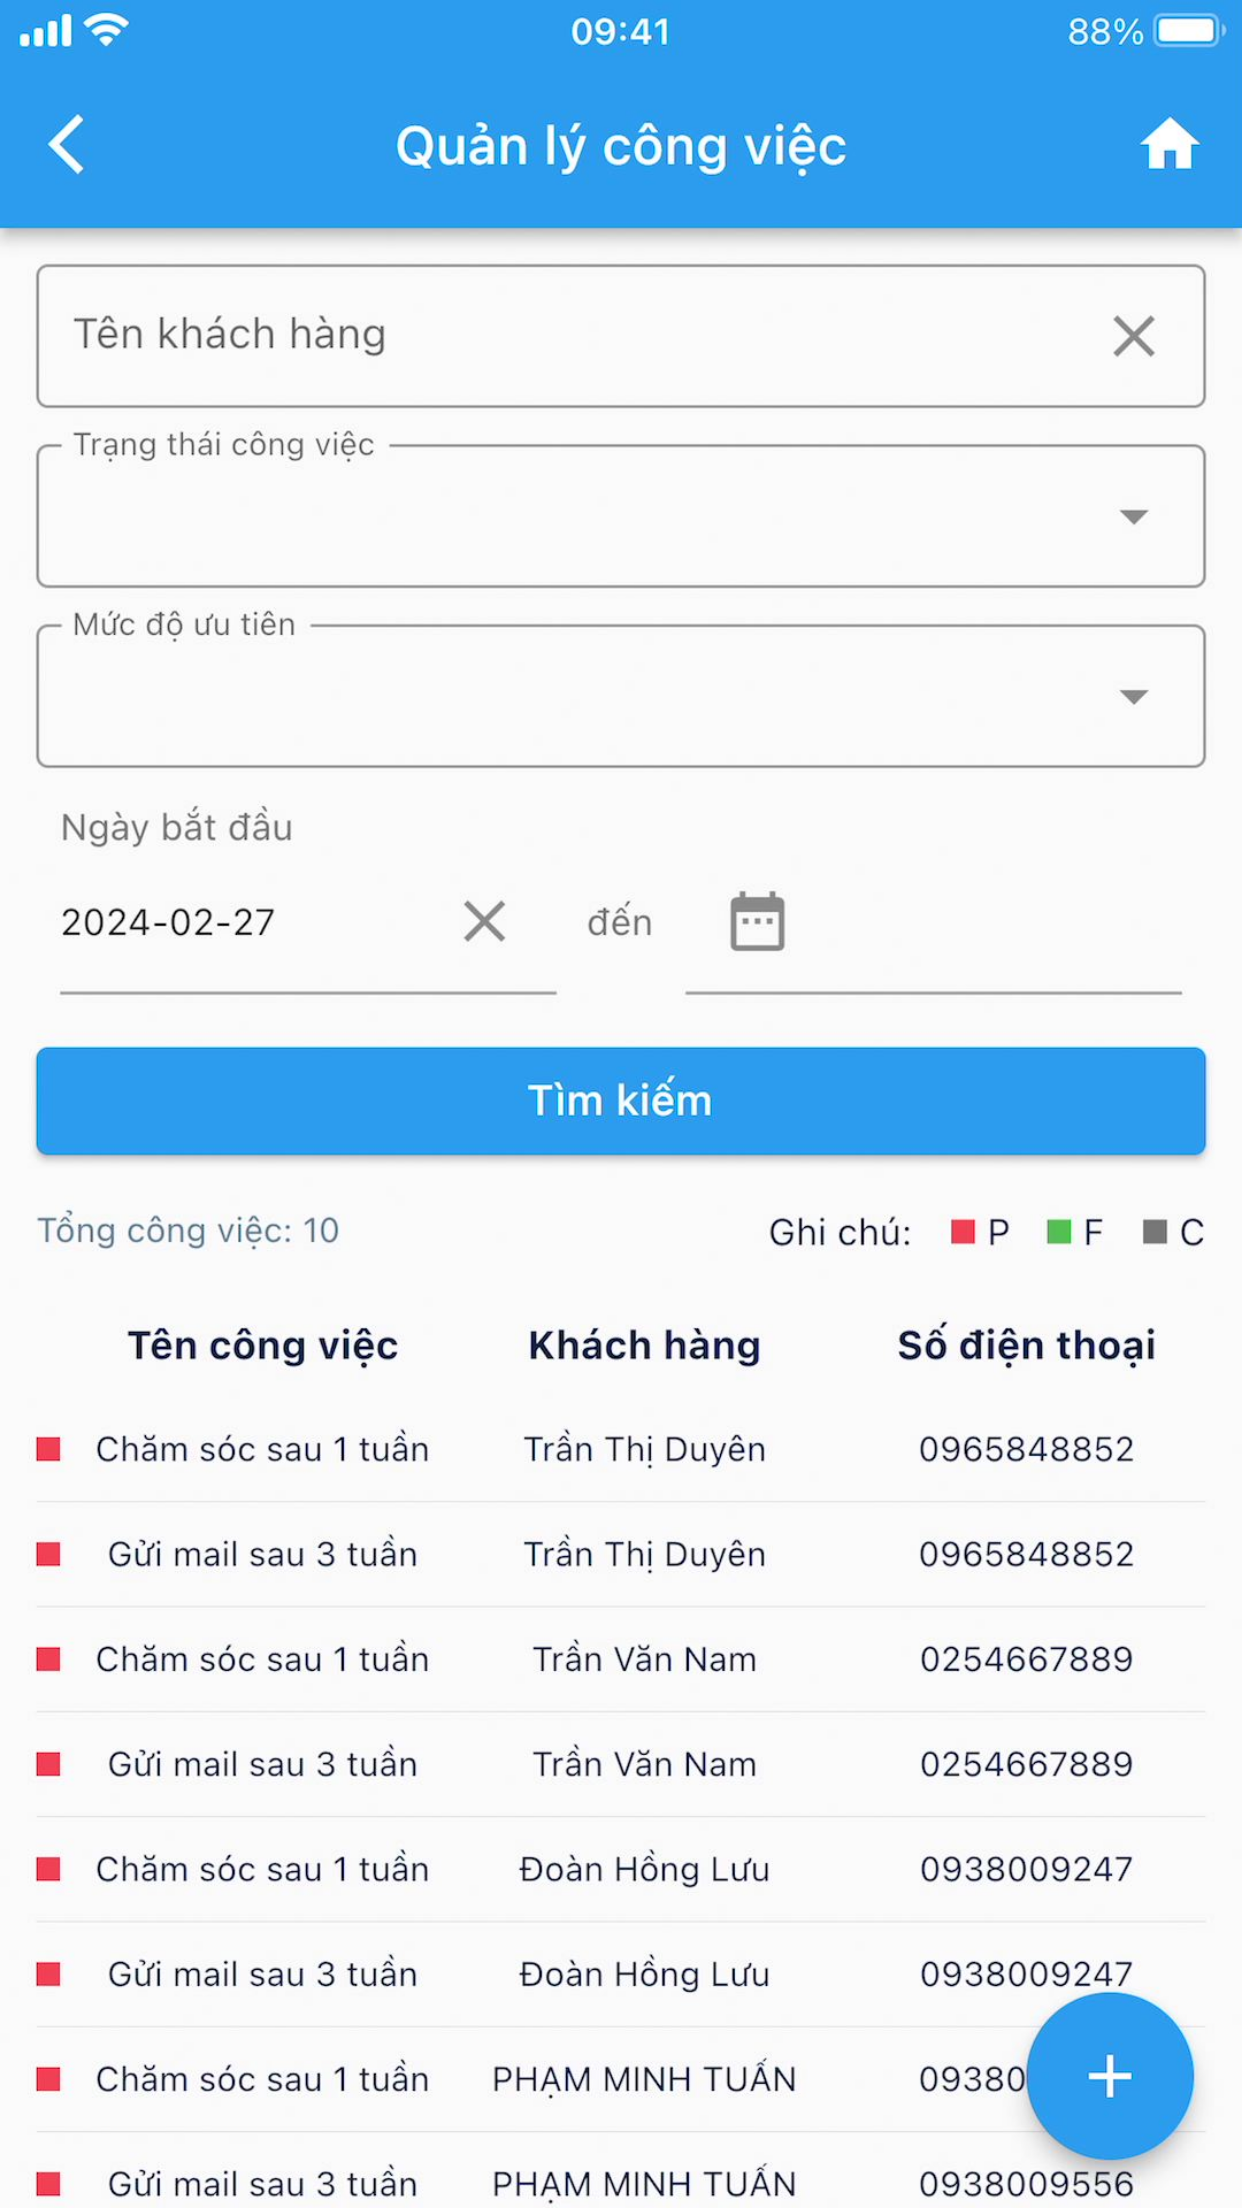 09:41 88%
Quản lý công việc
Tên khách hàng
Trạng thái công việc
Mức độ ưu tiên
Ngày bắt đầu
2024-02-27 đến
Tìm kiếm
Tổng công việc: 10 Ghi chú: P F C
Tên công việc Khách hàng Số điện thoại
Chăm sóc sau 1 tuần Trần Thị Duyên 0965848852
Gửi mail sau 3 tuần Trần Thị Duyên 0965848852
Chăm sóc sau 1 tuần Trần Văn Nam 0254667889
Gửi mail sau 3 tuần Trần Văn Nam 0254667889
Chăm sóc sau 1 tuần Đoàn Hồng Lưu 0938009247
Gửi mail sau 3 tuần Đoàn Hồng Lưu 0938009247
Chăm sóc sau 1 tuần PHẠM MINH TUẤN 09380
Gửi mail sau 3 tuần PHẠM MINH TUẤN 0938009556